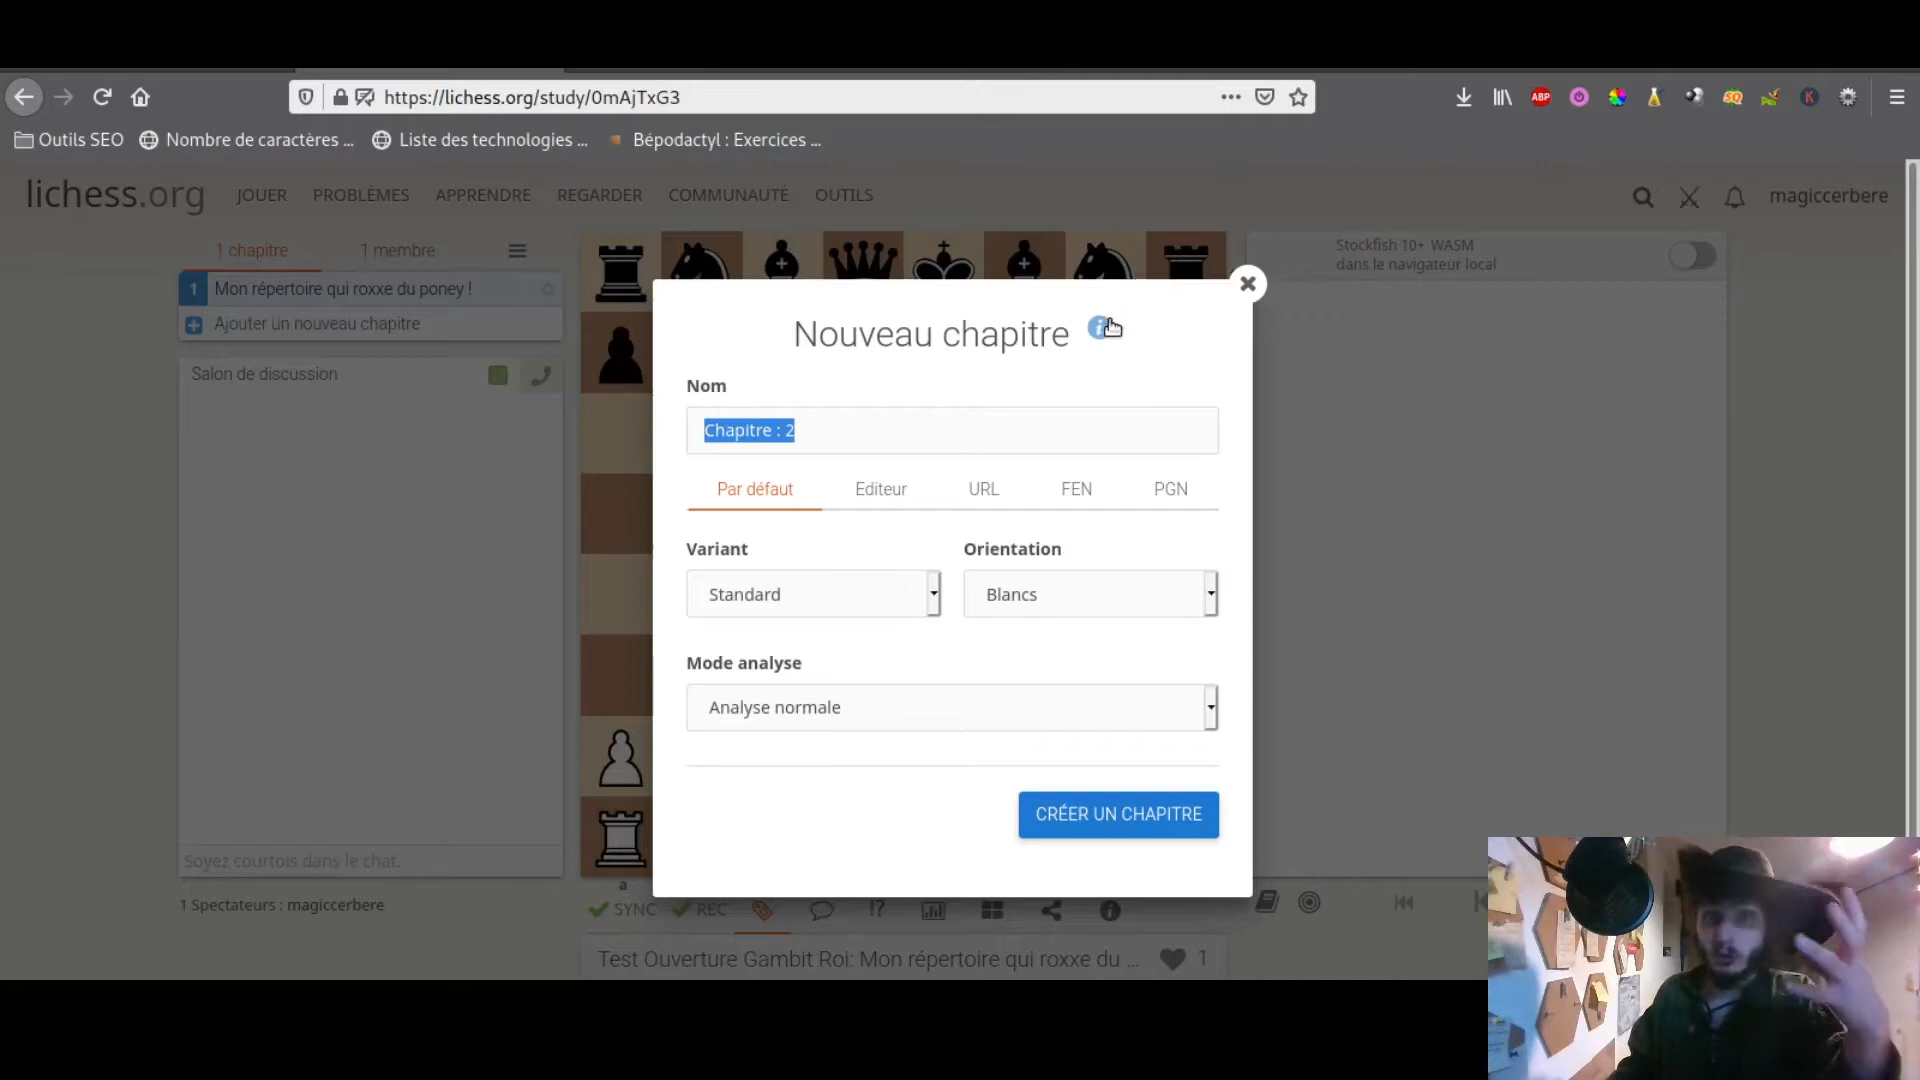 https://lichess.org/study/0mAjTxG3
ABP
Outils SEO
Nombre de caractères ...
Liste des technologies ...
Bépodactyl : Exercices ...
lichess.org
JOUER
PROBLÈMES
APPRENDRE
REGARDER
COMMUNAUTÉ
OUTILS
magiccerbere
1 chapitre
1 membre
1 Mon répertoire qui roxxe du poney !
Ajouter un nouveau chapitre
Salon de discussion
Soyez courtois dans le chat.
1 Spectateurs : magiccerbere
Stockfish 10+ WASM
dans le navigateur local
Nouveau chapitre
Nom
Chapitre : 2
Par défaut
Editeur
URL
FEN
PGN
Variant
Orientation
Standard
Blancs
Mode analyse
Analyse normale
CRÉER UN CHAPITRE
a
SYNC
REC
!?
Test Ouverture Gambit Roi: Mon répertoire qui roxxe du ...
1